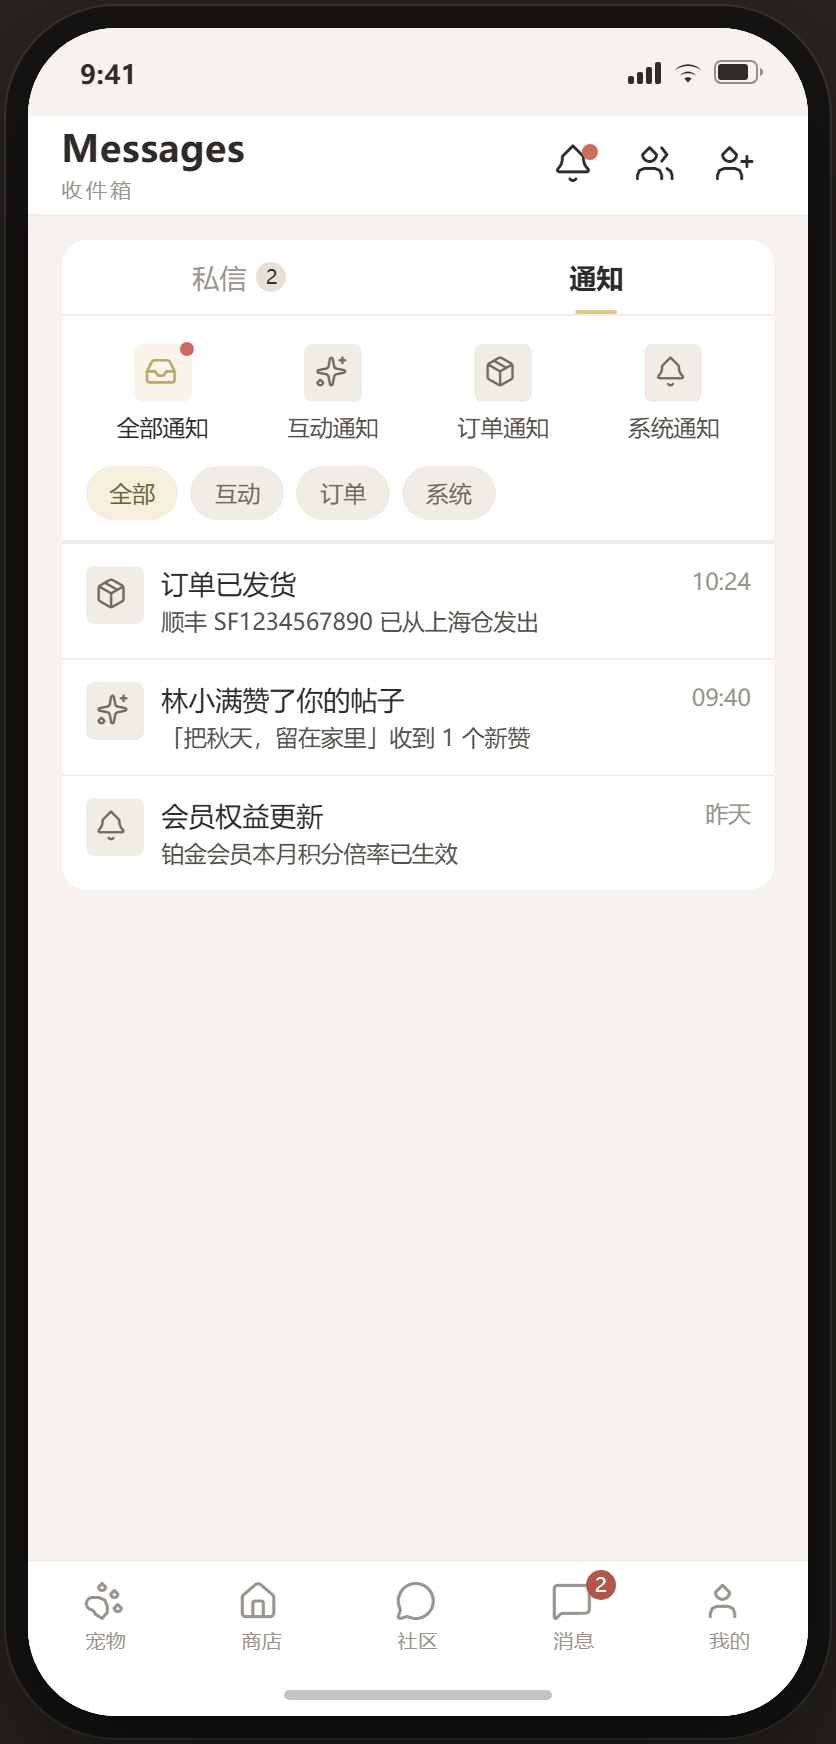 9:41
Messages
收件箱
私信 2
通知
全部通知 互动通知 订单通知 系统通知
全部 互动 订单 系统
订单已发货 10:24
顺丰 SF1234567890 已从上海仓发出
林小满赞了你的帖子 09:40
「把秋天，留在家里」收到 1 个新赞
会员权益更新 昨天
铂金会员本月积分倍率已生效
2
宠物 商店 社区 消息 我的